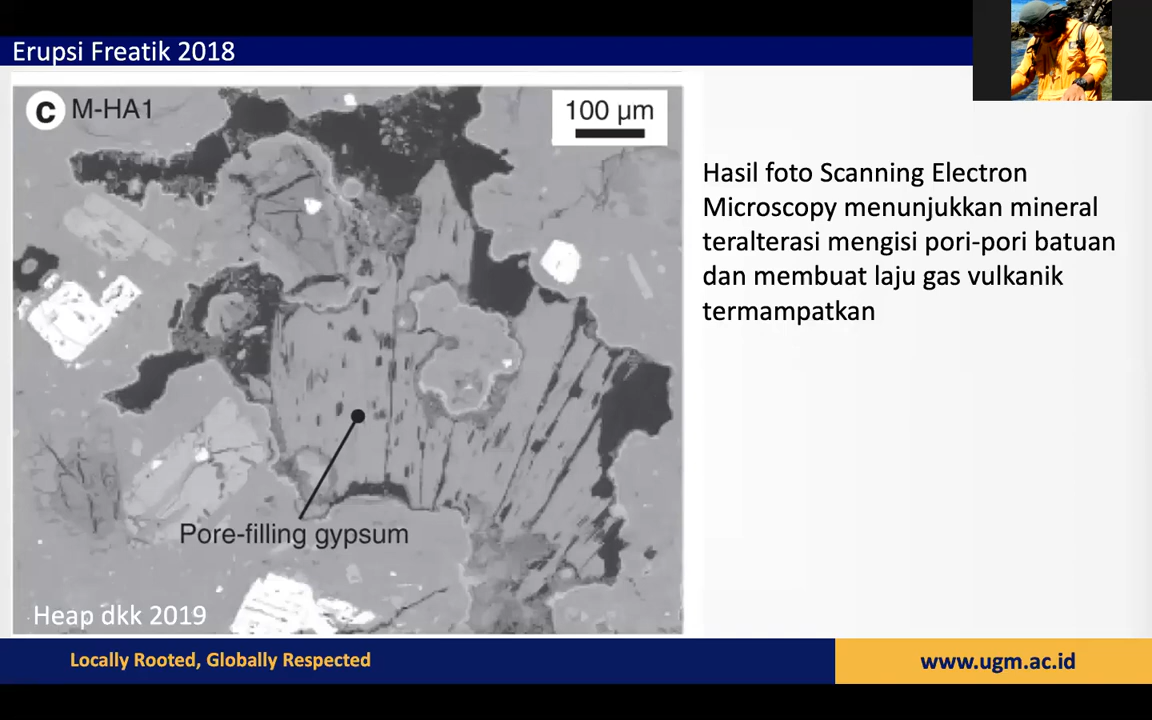 Erupsi Freatik 2018
c M-HA1
100 µm
Hasil foto Scanning Electron
Microscopy menunjukkan mineral
teralterasi mengisi pori-pori batuan
dan membuat laju gas vulkanik
termampatkan
Pore-filling gypsum
Heap dkk 2019
Locally Rooted, Globally Respected
www.ugm.ac.id